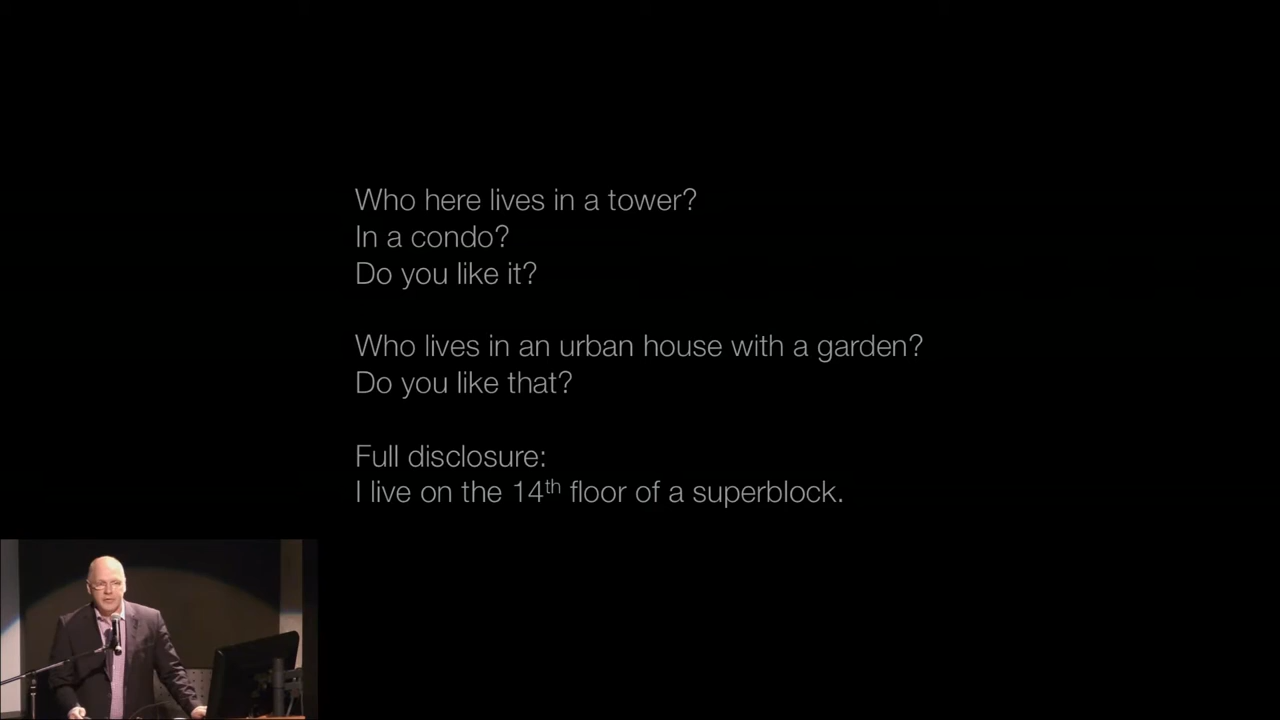 Who here lives in a tower?
In a condo?
Do you like it?
Who lives in an urban house with a garden?
Do you like that?
Full disclosure:
I live on the 14th floor of a superblock.